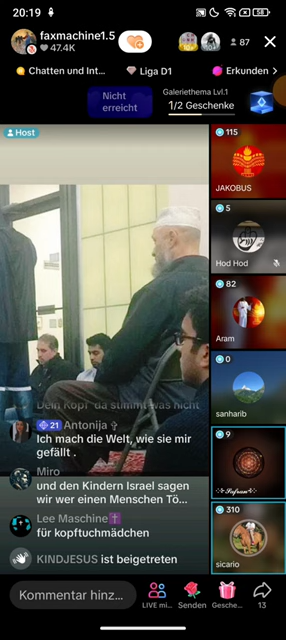 20:19
58
faxmachine1.5
47.4K
87
Chatten und Int...
Liga D1
Erkunden
Nicht
erreicht
Galeriethema Lvl.1
1/2 Geschenke
Host
115
JAKOBUS
5
Hod Hod
82
Aram
0
sanharib
9
Safran
310
sicario
Dein Kopf da stimmt was nicht
21 Antonija ✞
Ich mach die Welt, wie sie mir
gefällt .
Miro
und den Kindern Israel sagen
wir wer einen Menschen Tö...
Lee Maschine✝️
für kopftuchmädchen
KINDJESUS ist beigetreten
Kommentar hinz...
LIVE mi...
Senden
Gesche...
13